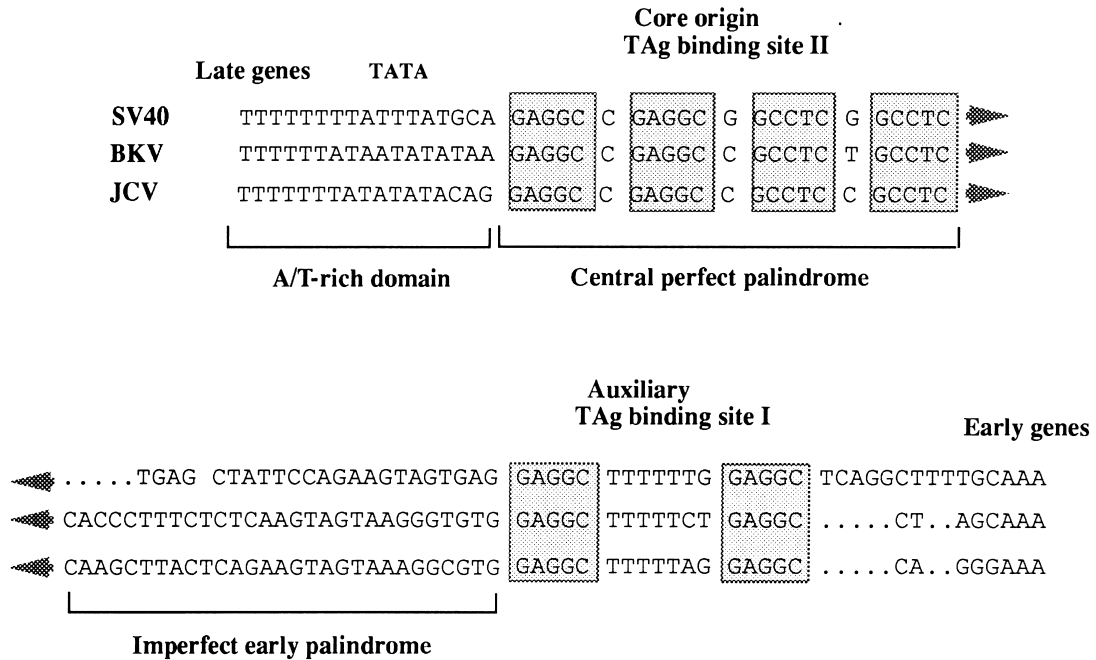 Core origin
TAg binding site II
Late genes TATA
SV40 TTTTTTTTATTTATGCA GAGGC C GAGGC G GCCTC G GCCTC
BKV TTTTTTATAATATATAA GAGGC C GAGGC C GCCTC T GCCTC
JCV TTTTTTTATATATACAG GAGGC C GAGGC C GCCTC C GCCTC
A/T-rich domain Central perfect palindrome
Auxiliary
TAg binding site I
Early genes
.....TGAG CTATTCCAGAAGTAGTGAG GAGGC TTTTTTG GAGGC TCAGGCTTTTGCAAA
CACCCTTTCTCTCAAGTAGTAAGGGTGTG GAGGC TTTTTCT GAGGC .....CT..AGCAAA
CAAGCTTACTCAGAAGTAGTAAAGGCGTG GAGGC TTTTTAG GAGGC .....CA..GGGAAA
Imperfect early palindrome